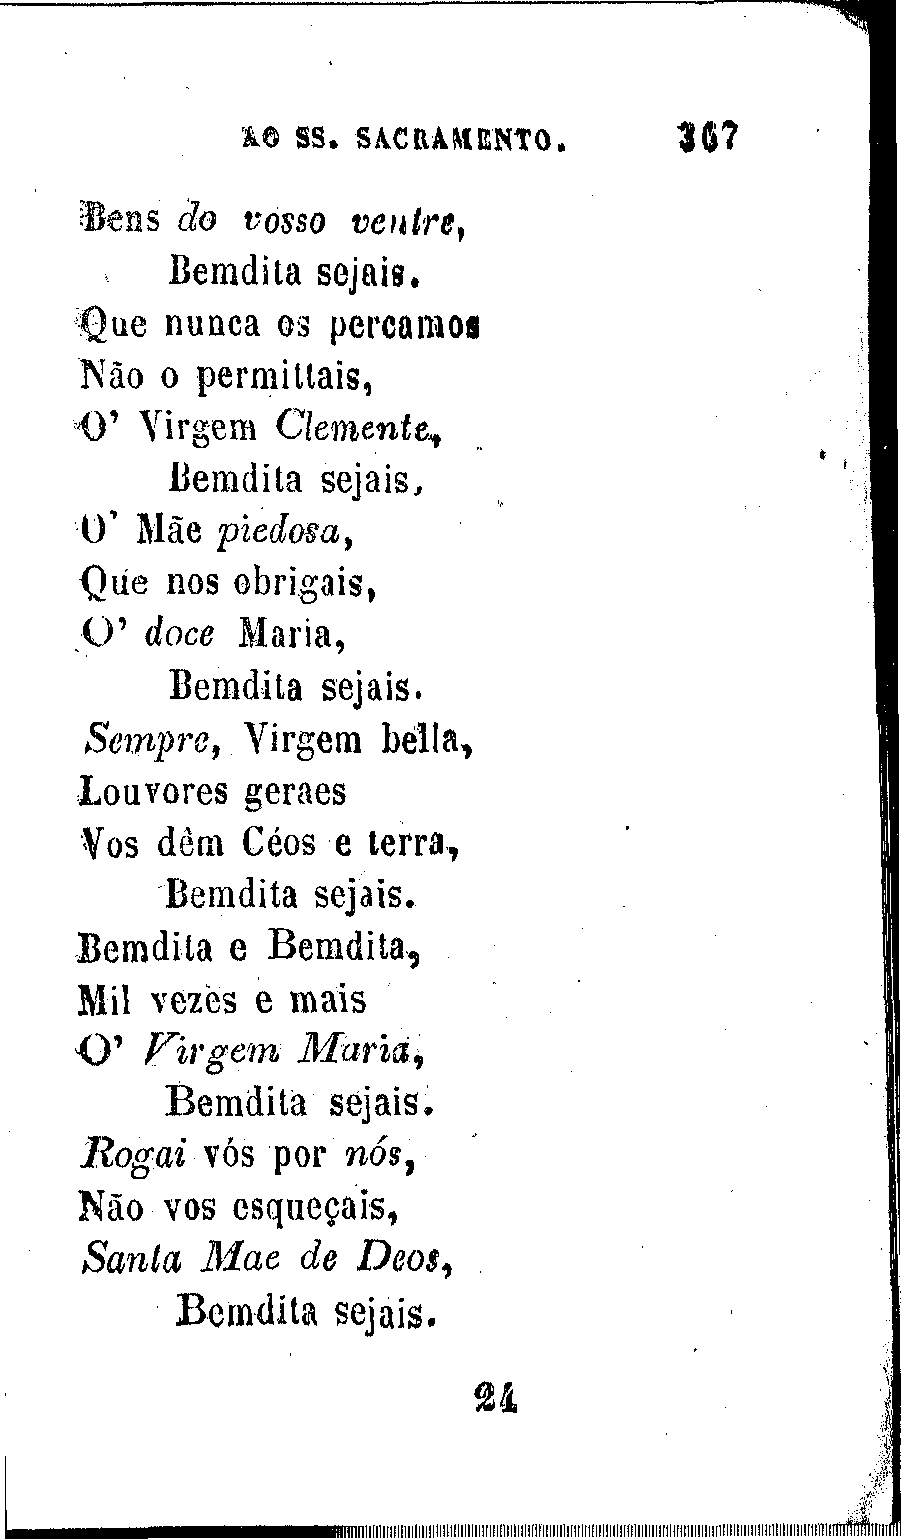 AO SS. SACRAMENTO. 367
Bens do vosso ventre,
Bemdita sejais.
Que nunca os percamos
Não o permittais,
O' Virgem Clemente,
Bemdita sejais,
O' Mãe piedosa,
Que nos obrigais,
O' doce Maria,
Bemdita sejais.
Sempre, Virgem bella,
Louvores geraes
Vos dêm Céos e terra,
Bemdita sejais.
Bemdita e Bemdita,
Mil vezes e mais
O' Virgem Maria,
Bemdita sejais.
Rogai vós por nós,
Não vos esqueçais,
Santa Mae de Deos,
Bemdita sejais.
24